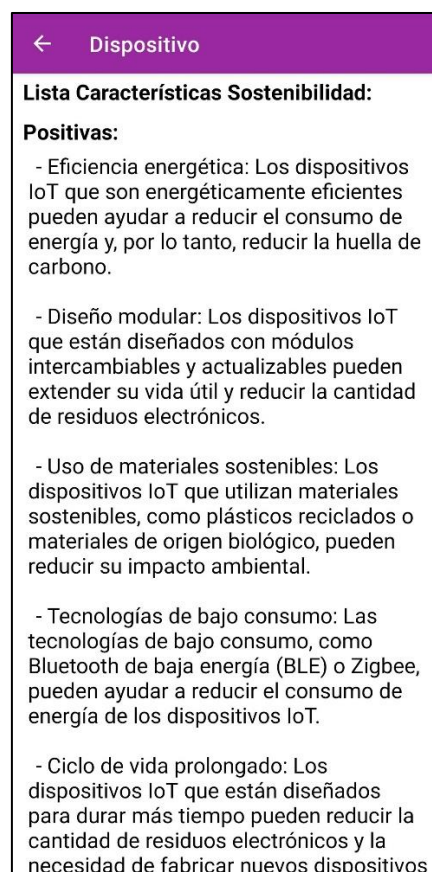 Dispositivo
Lista Características Sostenibilidad:
Positivas:
- Eficiencia energética: Los dispositivos
IoT que son energéticamente eficientes
pueden ayudar a reducir el consumo de
energía y, por lo tanto, reducir la huella de
carbono.
- Diseño modular: Los dispositivos IoT
que están diseñados con módulos
intercambiables y actualizables pueden
extender su vida útil y reducir la cantidad
de residuos electrónicos.
- Uso de materiales sostenibles: Los
dispositivos IoT que utilizan materiales
sostenibles, como plásticos reciclados o
materiales de origen biológico, pueden
reducir su impacto ambiental.
- Tecnologías de bajo consumo: Las
tecnologías de bajo consumo, como
Bluetooth de baja energía (BLE) o Zigbee,
pueden ayudar a reducir el consumo de
energía de los dispositivos IoT.
- Ciclo de vida prolongado: Los
dispositivos IoT que están diseñados
para durar más tiempo pueden reducir la
cantidad de residuos electrónicos y la
necesidad de fabricar nuevos dispositivos